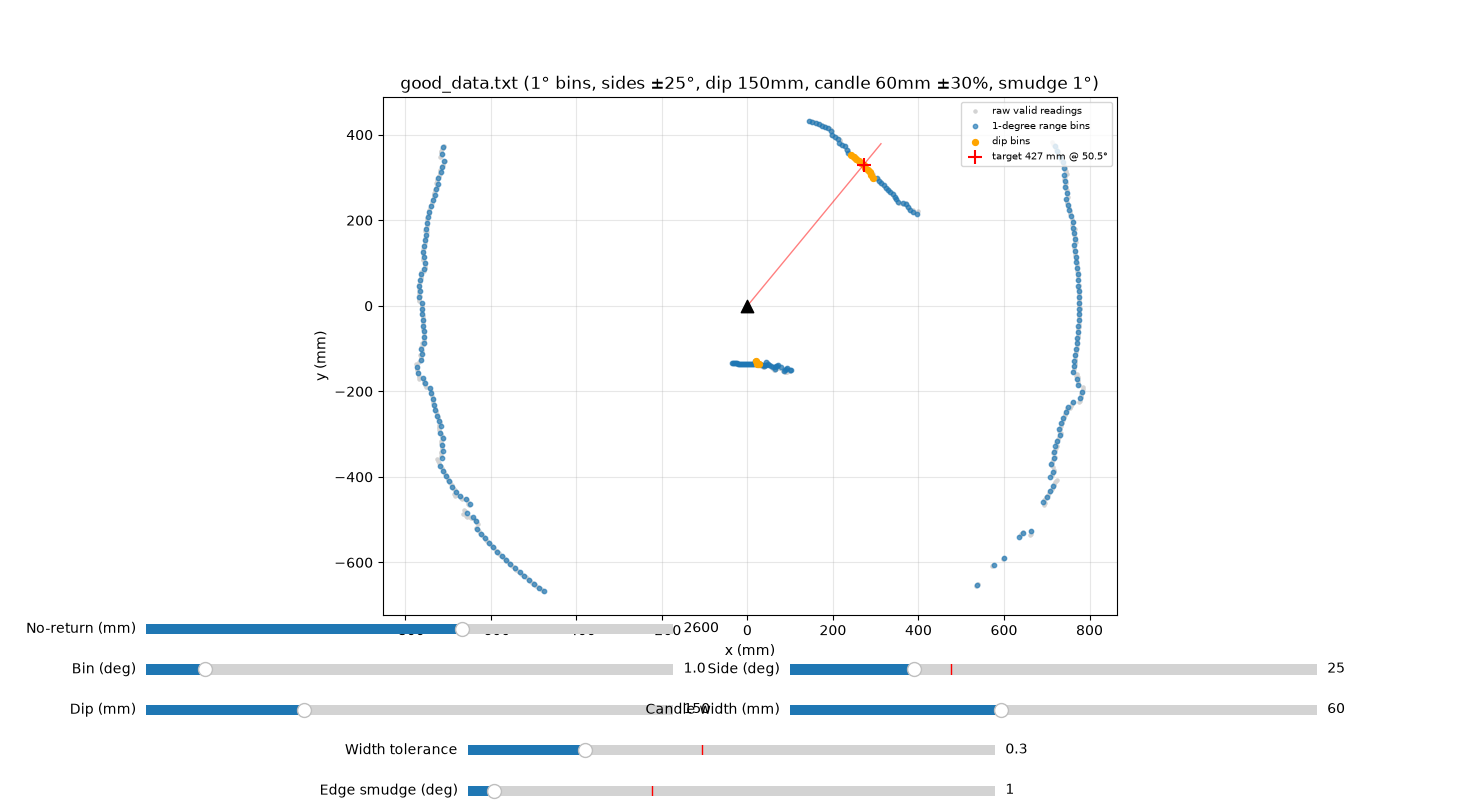 good_data.txt (1° bins, sides ±25°, dip 150mm, candle 60mm ±30%, smudge 1°)
raw valid readings
1-degree range bins
dip bins
target 427 mm @ 50.5°
400
200
0
−200
−400
−600
y (mm)
0 200 400 600 800
x (mm)
No-return (mm) 2600
Bin (deg) 1.0
Side (deg) 25
Dip (mm) 150
Candle width (mm) 60
Width tolerance 0.3
Edge smudge (deg) 1